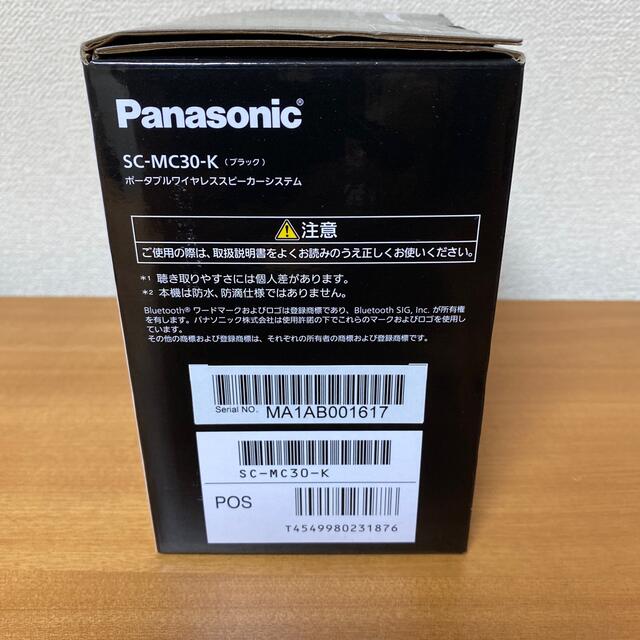 Panasonic®
SC-MC30-K （ブラック）
ポータブルワイヤレススピーカーシステム
注意
ご使用の際は、取扱説明書をよくお読みのうえ正しくお使いください。
*1 聴き取りやすさには個人差があります。
*2 本機は防水、防滴仕様ではありません。
Bluetooth® ワードマークおよびロゴは登録商標であり、Bluetooth SIG, Inc. が所有権
を有します。パナソニック株式会社は使用許諾の下でこれらのマークおよびロゴを使用し
ています。
その他の商標および登録商標は、それぞれの所有者の商標および登録商標です。
Serial NO. MA1AB001617
SC-MC30-K
POS
T4549980231876